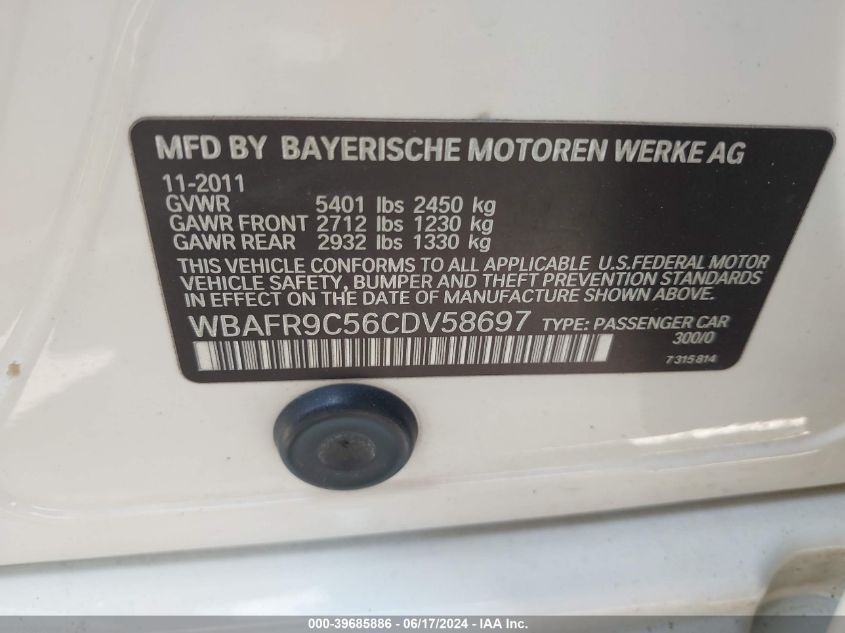 MFD BY BAYERISCHE MOTOREN WERKE AG
11-2011
GVWR 5401 lbs 2450 kg
GAWR FRONT 2712 lbs 1230 kg
GAWR REAR 2932 lbs 1330 kg
THIS VEHICLE CONFORMS TO ALL APPLICABLE U.S.FEDERAL MOTOR
VEHICLE SAFETY, BUMPER AND THEFT PREVENTION STANDARDS
IN EFFECT ON THE DATE OF MANUFACTURE SHOWN ABOVE.
WBAFR9C56CDV58697 TYPE: PASSENGER CAR
300/0
7 315 814
000-39685886 - 06/17/2024 - IAA Inc.